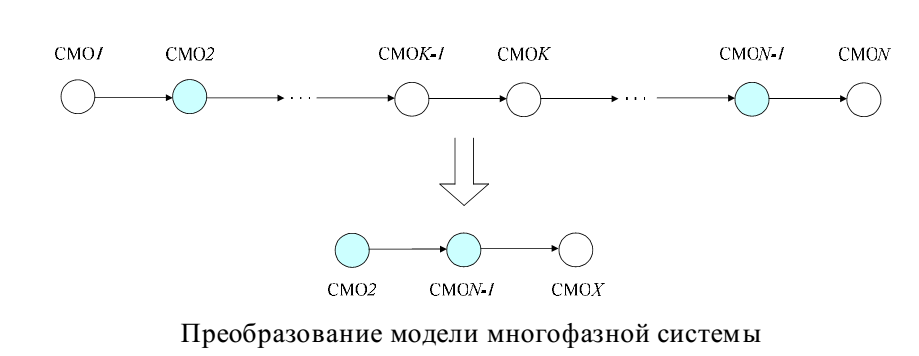 СМО1 СМО2 СМОK-1 СМОK СМОN-1 СМОN
... ...
СМО2 СМОN-1 СМОX
Преобразование модели многофазной системы